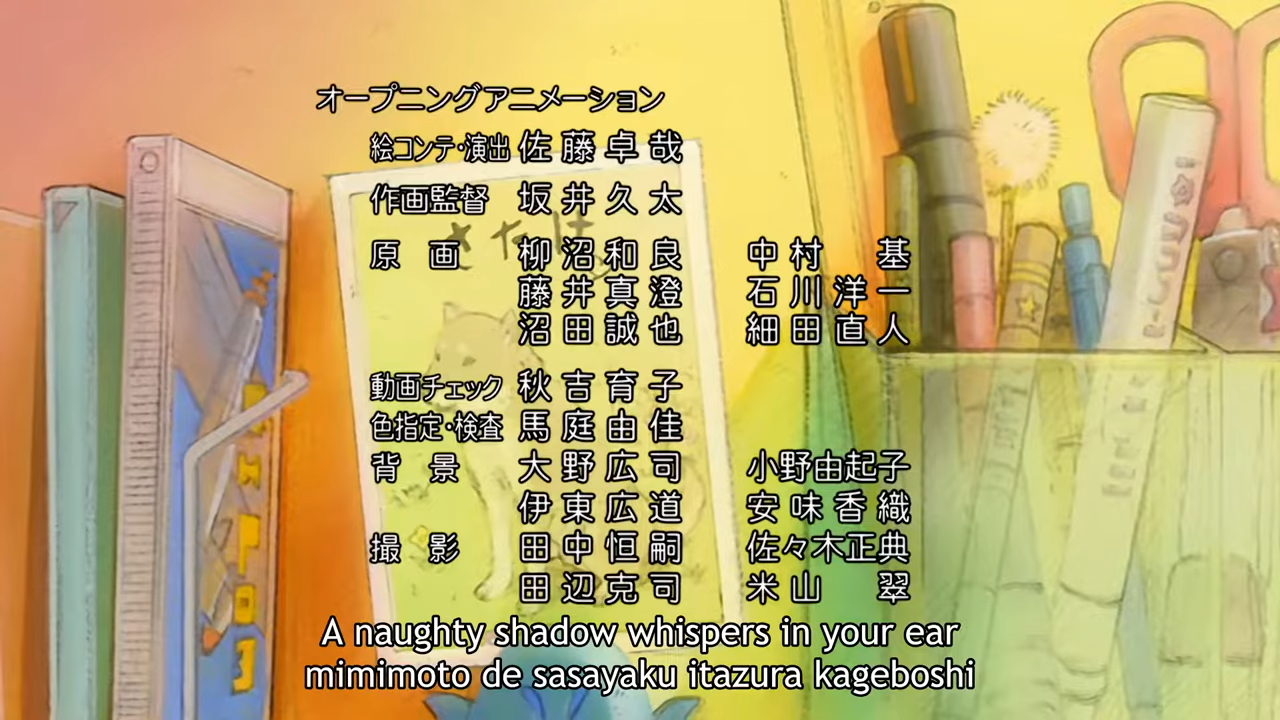 オープニングアニメーション
絵コンテ・演出 佐藤卓哉
作画監督 坂井久太
原画 柳沼和良 中村基
藤井真澄 石川洋一
沼田誠也 細田直人
動画チェック 秋吉育子
色指定・検査 馬庭由佳
背景 大野広司 小野由起子
伊東広道 安味香織
撮影 田中恒嗣 佐々木正典
田辺克司 米山翠
A naughty shadow whispers in your ear
mimimoto de sasayaku itazura kageboshi